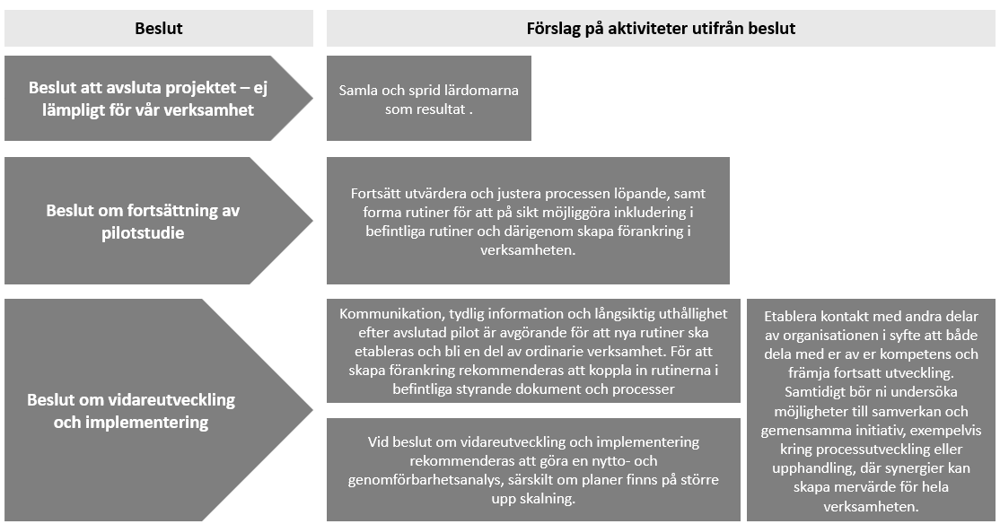 Beslut
Förslag på aktiviteter utifrån beslut
Beslut att avsluta projektet – ej
lämpligt för vår verksamhet
Samla och sprid lärdomarna
som resultat .
Beslut om fortsättning av
pilotstudie
Fortsätt utvärdera och justera processen löpande, samt
forma rutiner för att på sikt möjliggöra inkludering i
befintliga rutiner och därigenom skapa förankring i
verksamheten.
Beslut om vidareutveckling
och implementering
Kommunikation, tydlig information och långsiktig uthållighet
efter avslutad pilot är avgörande för att nya rutiner ska
etableras och bli en del av ordinarie verksamhet. För att
skapa förankring rekommenderas att koppla in rutinerna i
befintliga styrande dokument och processer
Vid beslut om vidareutveckling och implementering
rekommenderas att göra en nytto- och
genomförbarhetsanalys, särskilt om planer finns på större
upp skalning.
Etablera kontakt med andra delar
av organisationen i syfte att både
dela med er av er kompetens och
främja fortsatt utveckling.
Samtidigt bör ni undersöka
möjligheter till samverkan och
gemensamma initiativ, exempelvis
kring processutveckling eller
upphandling, där synergier kan
skapa mervärde för hela
verksamheten.